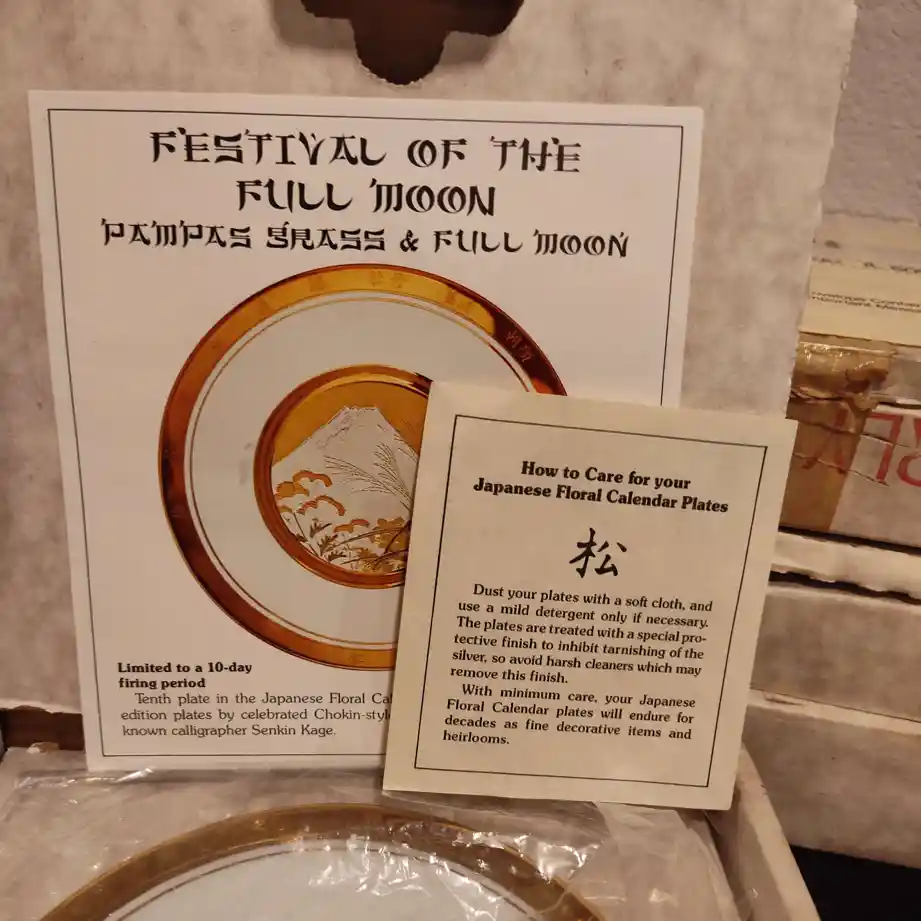 FESTIVAL OF THE
FULL MOON
PAMPAS GRASS & FULL MOON
Limited to a 10-day
firing period
Tenth plate in the Japanese Floral
edition plates by celebrated Chokin-style
known calligrapher Senkin Kage.
How to Care for your
Japanese Floral Calendar Plates
松
Dust your plates with a soft cloth, and
use a mild detergent only if necessary.
The plates are treated with a special pro-
tective finish to inhibit tarnishing of the
silver, so avoid harsh cleaners which may
remove this finish.
With minimum care, your Japanese
Floral Calendar plates will endure for
decades as fine decorative items and
heirlooms.